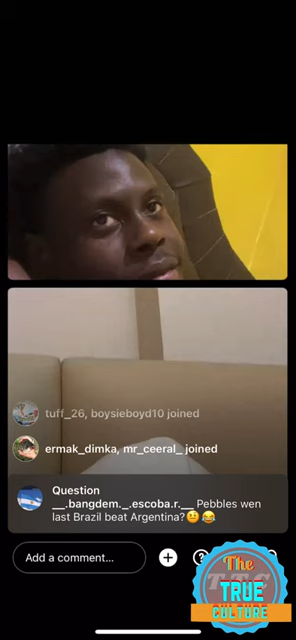 tuff_26, boysieboyd10 joined
ermak_dimka, mr_ceeral_ joined
Question
__.bangdem._.escoba.r.__ Pebbles wen
last Brazil beat Argentina?🤨😂
Add a comment...
The
T.T.C
TRUE
CULTURE